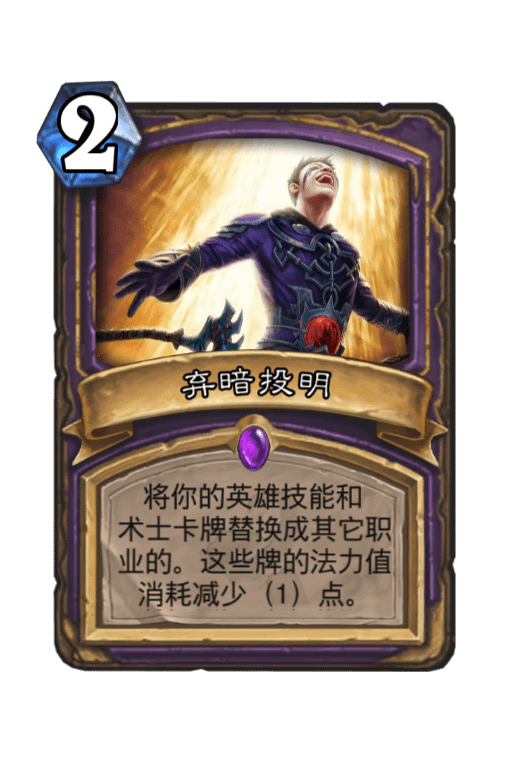 2
弃暗投明
将你的英雄技能和
术士卡牌替换成其它职
业的。这些牌的法力值
消耗减少（1）点。